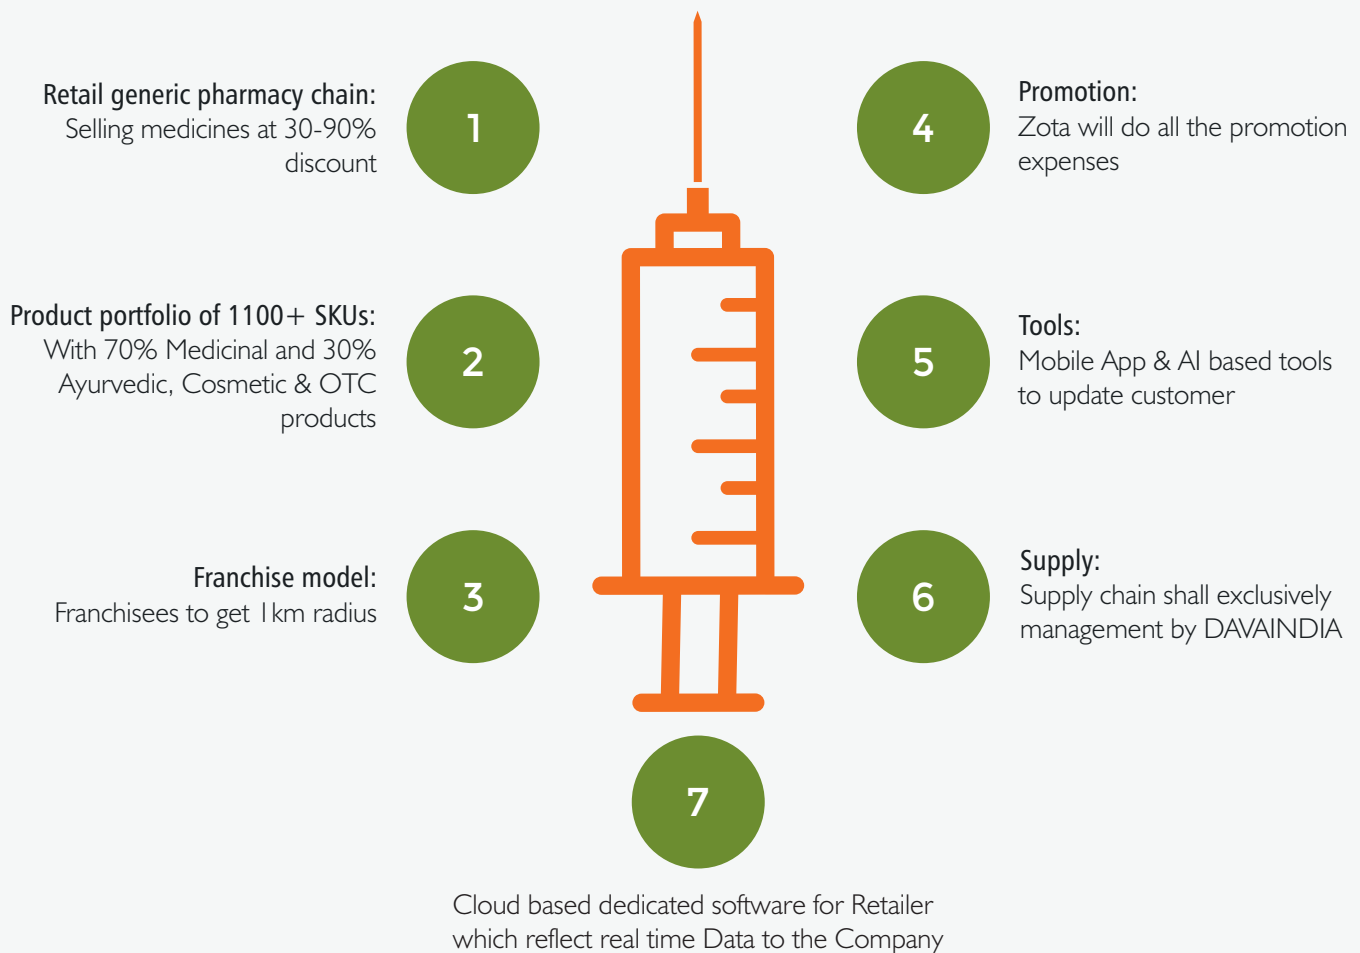 Retail generic pharmacy chain:
Selling medicines at 30-90%
discount
1
Product portfolio of 1100+ SKUs:
With 70% Medicinal and 30%
Ayurvedic, Cosmetic & OTC
products
2
Franchise model:
Franchisees to get 1km radius
3
4
Promotion:
Zota will do all the promotion
expenses
5
Tools:
Mobile App & AI based tools
to update customer
6
Supply:
Supply chain shall exclusively
management by DAVAINDIA
7
Cloud based dedicated software for Retailer
which reflect real time Data to the Company